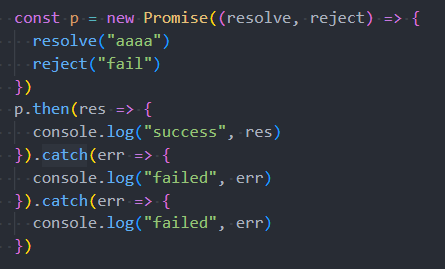 const p = new Promise((resolve, reject) => {
  resolve("aaaa")
  reject("fail")
})
p.then(res => {
  console.log("success", res)
}).catch(err => {
  console.log("failed", err)
}).catch(err => {
  console.log("failed", err)
})